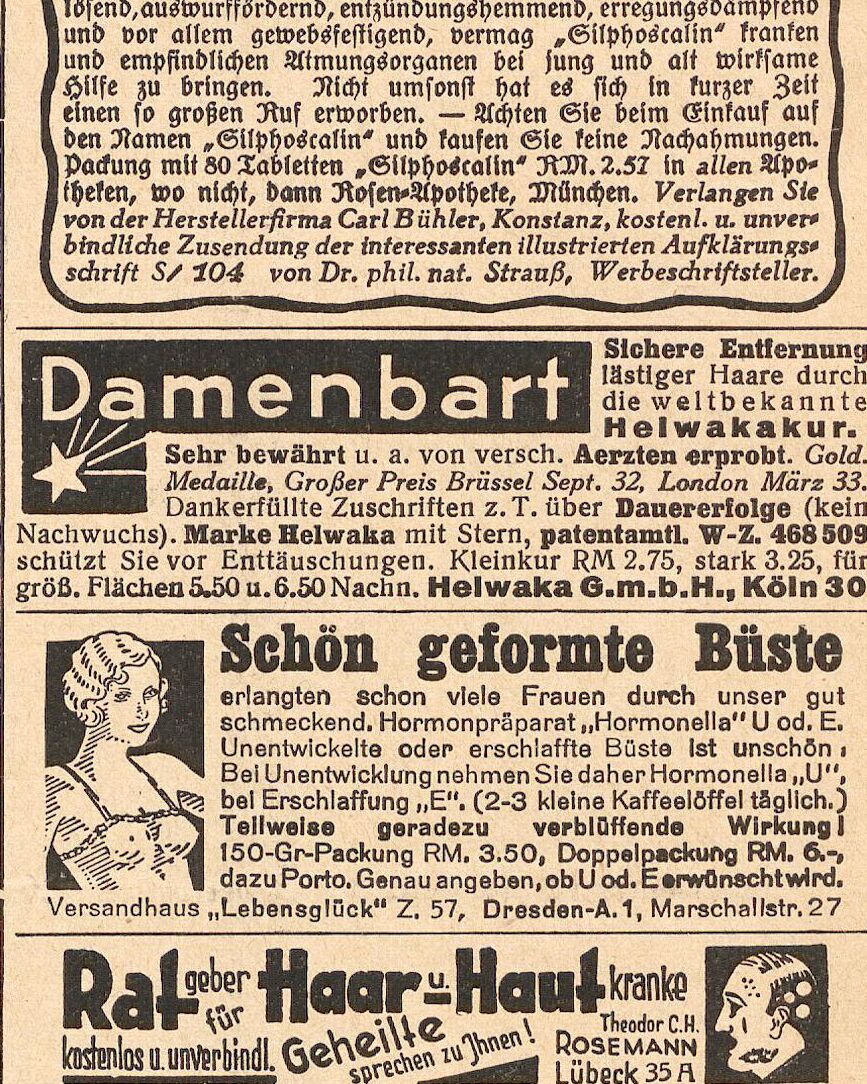 lösend, auswurffördernd, entzündungshemmend, erregungsdämpfend
und vor allem gewebsfestigend, vermag „Silphoscalin“ kranken
und empfindlichen Atmungsorganen bei jung und alt wirksame
Hilfe zu bringen. Nicht umsonst hat es sich in kurzer Zeit
einen so großen Ruf erworben. — Achten Sie beim Einkauf auf
den Namen „Silphoscalin“ und kaufen Sie keine Nachahmungen.
Packung mit 80 Tabletten „Silphoscalin“ RM. 2.57 in allen Apo-
theken, wo nicht, dann Rosen-Apotheke, München. Verlangen Sie
von der Herstellerfirma Carl Bühler, Konstanz, kostenl. u. unver-
bindliche Zusendung der interessanten illustrierten Aufklärungs-
schrift S/ 104 von Dr. phil. nat. Strauß, Werbeschriftsteller.
Damenbart
Sichere Entfernung
lästiger Haare durch
die weltbekannte
Helwakakur.
Sehr bewährt u. a. von versch. Aerzten erprobt. Gold.
Medaille, Großer Preis Brüssel Sept. 32, London März 33.
Dankerfüllte Zuschriften z. T. über Dauererfolge (kein
Nachwuchs). Marke Helwaka mit Stern, patentamtl. W-Z. 468 509
schützt Sie vor Enttäuschungen. Kleinkur RM 2.75, stark 3.25, für
größ. Flächen 5.50 u. 6.50 Nachn. Helwaka G.m.b.H., Köln 30
Schön geformte Büste
erlangten schon viele Frauen durch unser gut
schmeckend. Hormonpräparat „Hormonella“ U od. E.
Unentwickelte oder erschlaffte Büste ist unschön.
Bei Unentwicklung nehmen Sie daher Hormonella „U“,
bei Erschlaffung „E“. (2-3 kleine Kaffeelöffel täglich.)
Teilweise geradezu verblüffende Wirkung!
150-Gr-Packung RM. 3.50, Doppelpackung RM. 6.-,
dazu Porto. Genau angeben, ob U od. E erwünscht wird.
Versandhaus „Lebensglück“ Z. 57, Dresden-A. 1, Marschallstr. 27
Ratgeber für Haar- u. Hautkranke
kostenlos u. unverbindl. Geheilte sprechen zu Ihnen!
Theodor C.H.
ROSEMANN
Lübeck 35 A